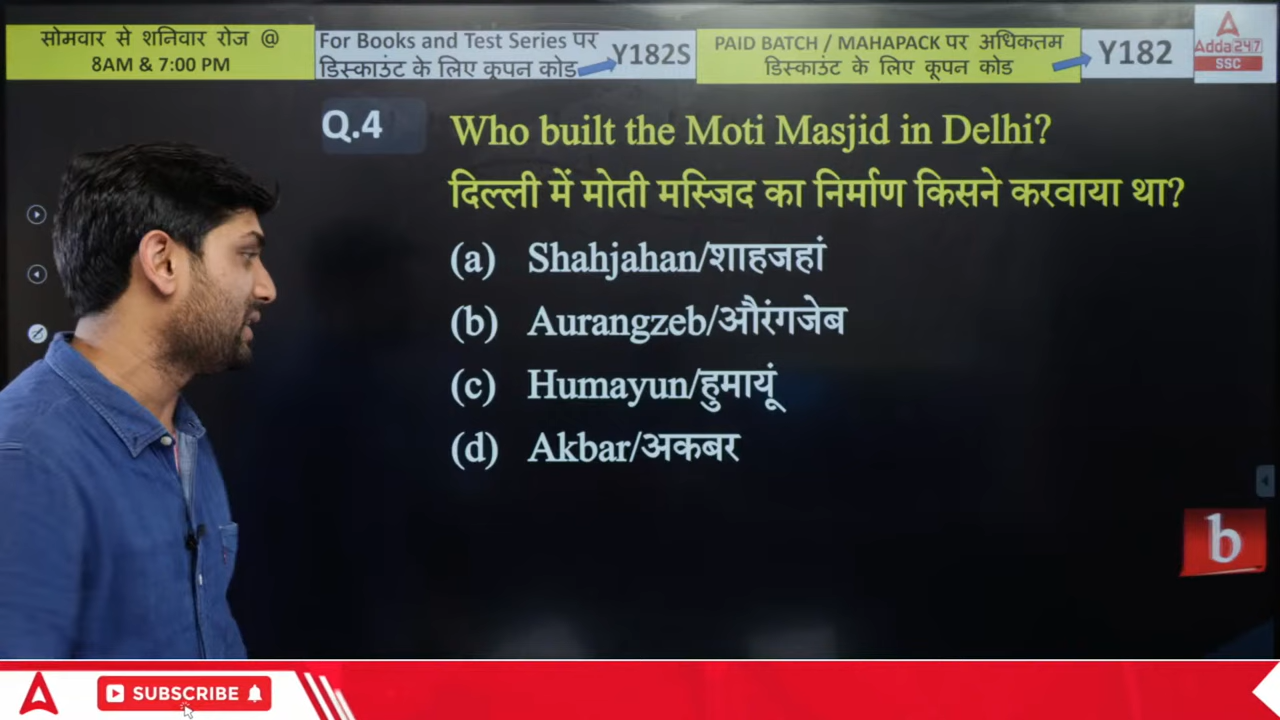 सोमवार से शनिवार रोज @
8AM & 7:00 PM
For Books and Test Series पर
डिस्काउंट के लिए कूपन कोड
Y182S
PAID BATCH / MAHAPACK पर अधिकतम
डिस्काउंट के लिए कूपन कोड
Y182
A
Adda247
SSC
Q.4
Who built the Moti Masjid in Delhi?
दिल्ली में मोती मस्जिद का निर्माण किसने करवाया था?
(a) Shahjahan/शाहजहां
(b) Aurangzeb/औरंगजेब
(c) Humayun/हुमायूं
(d) Akbar/अकबर
b
SUBSCRIBE